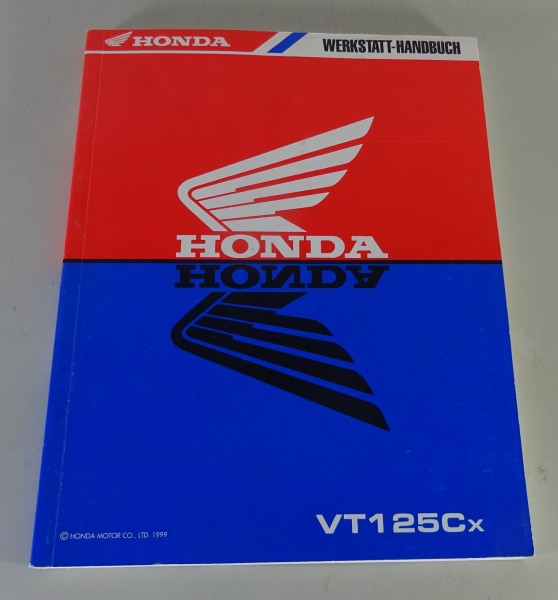 HONDA
WERKSTATT-HANDBUCH
HONDA
HONDA
VT125Cx
© HONDA MOTOR CO., LTD. 1999